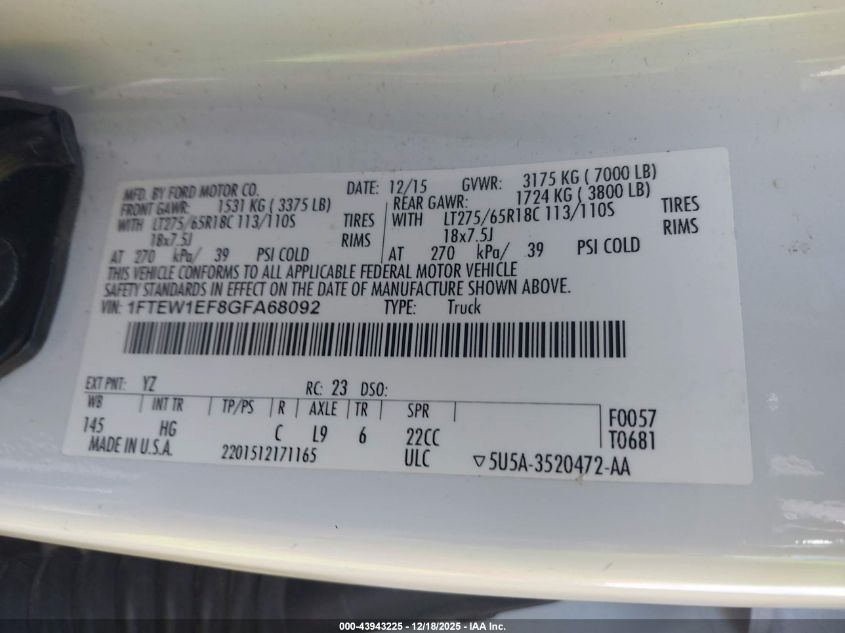 MFD. BY FORD MOTOR CO. DATE: 12/15 GVWR: 3175 KG ( 7000 LB)
FRONT GAWR: 1531 KG ( 3375 LB) REAR GAWR: 1724 KG ( 3800 LB)
WITH LT275/65R18C 113/110S TIRES WITH LT275/65R18C 113/110S TIRES
18x7.5J RIMS 18x7.5J RIMS
AT 270 kPa/ 39 PSI COLD AT 270 kPa/ 39 PSI COLD
THIS VEHICLE CONFORMS TO ALL APPLICABLE FEDERAL MOTOR VEHICLE
SAFETY STANDARDS IN EFFECT ON THE DATE OF MANUFACTURE SHOWN ABOVE.
VIN: 1FTEW1EF8GFA68092 TYPE: Truck
EXT PNT: YZ RC: 23 DSO:
WB INT TR TP/PS R AXLE TR SPR F0057
145 HG C L9 6 22CC T0681
MADE IN U.S.A. 2201512171165 ULC ▽5U5A-3520472-AA
000-43943225 - 12/18/2025 - IAA Inc.